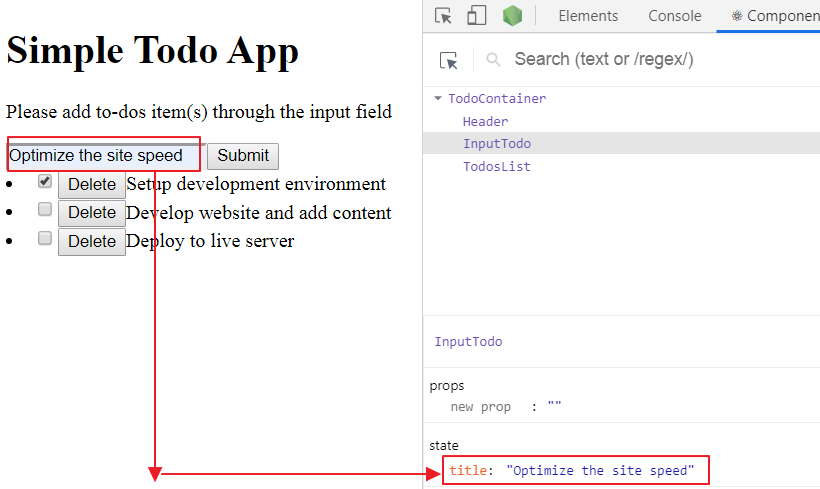 Simple Todo App
Please add to-dos item(s) through the input field
Optimize the site speed Submit
Delete Setup development environment
Delete Develop website and add content
Delete Deploy to live server
Elements Console Componen
Search (text or /regex/)
TodoContainer
Header
InputTodo
TodosList
InputTodo
props
new prop : ""
state
title: "Optimize the site speed"